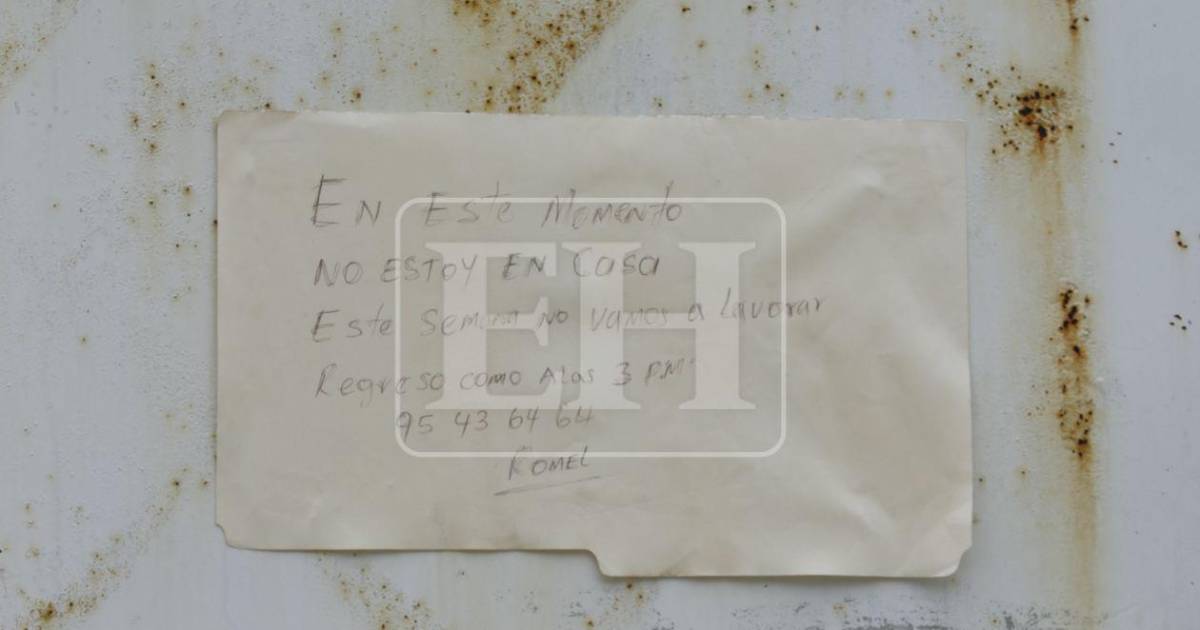 EN Este Momento
NO ESTOY EN Casa
Este Semana NO Vamos a Lavorar
Regreso como Alas 3 P.M.
95 43 64 64
ROMEL
EH